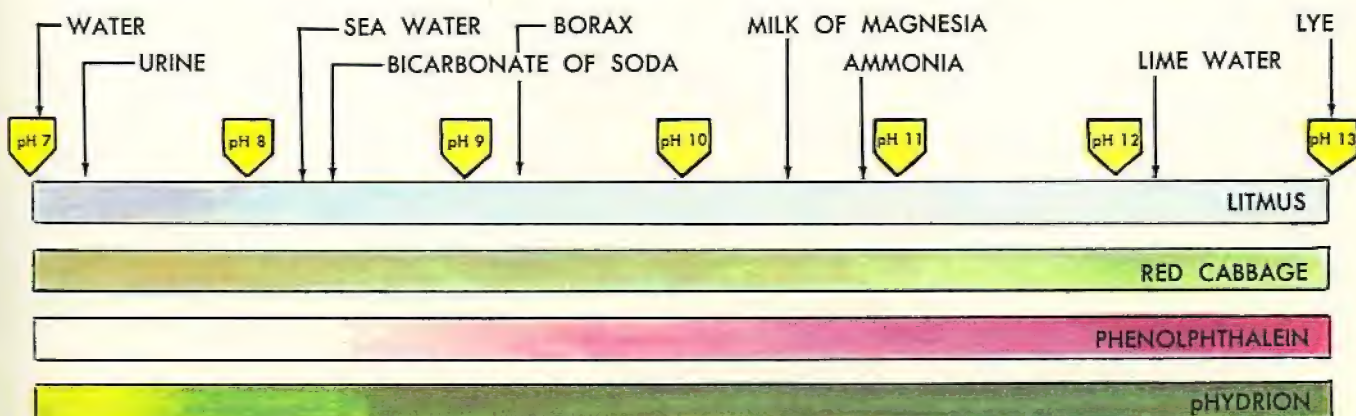 WATER
SEA WATER
BORAX
MILK OF MAGNESIA
LYE
URINE
BICARBONATE OF SODA
AMMONIA
LIME WATER
pH 7
pH 8
pH 9
pH 10
pH 11
pH 12
pH 13
LITMUS
RED CABBAGE
PHENOLPHTHALEIN
pHYDRION